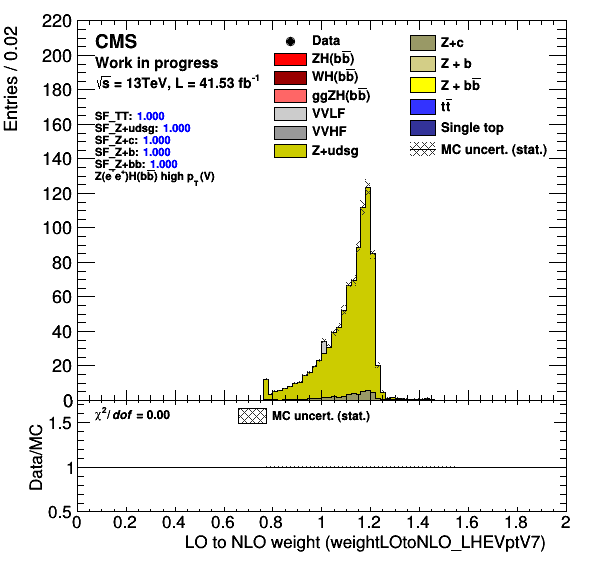 Entries / 0.02
220
200
180
160
140
120
100
80
60
40
20
0
CMS
Work in progress
√s = 13TeV, L = 41.53 fb⁻¹
SF_TT: 1.000
SF_Z+udsg: 1.000
SF_Z+c: 1.000
SF_Z+b: 1.000
SF_Z+bb: 1.000
Z(e⁻e⁺)H(bb̅) high p_T(V)
Data
ZH(bb̅)
WH(bb̅)
ggZH(bb̅)
VVLF
VVHF
Z+udsg
Z+c
Z + b
Z + bb̅
tt̅
Single top
MC uncert. (stat.)
Data/MC
1.5
1
0.5
χ²/dof = 0.00
MC uncert. (stat.)
0 0.2 0.4 0.6 0.8 1 1.2 1.4 1.6 1.8 2
LO to NLO weight (weightLOtoNLO_LHEVptV7)